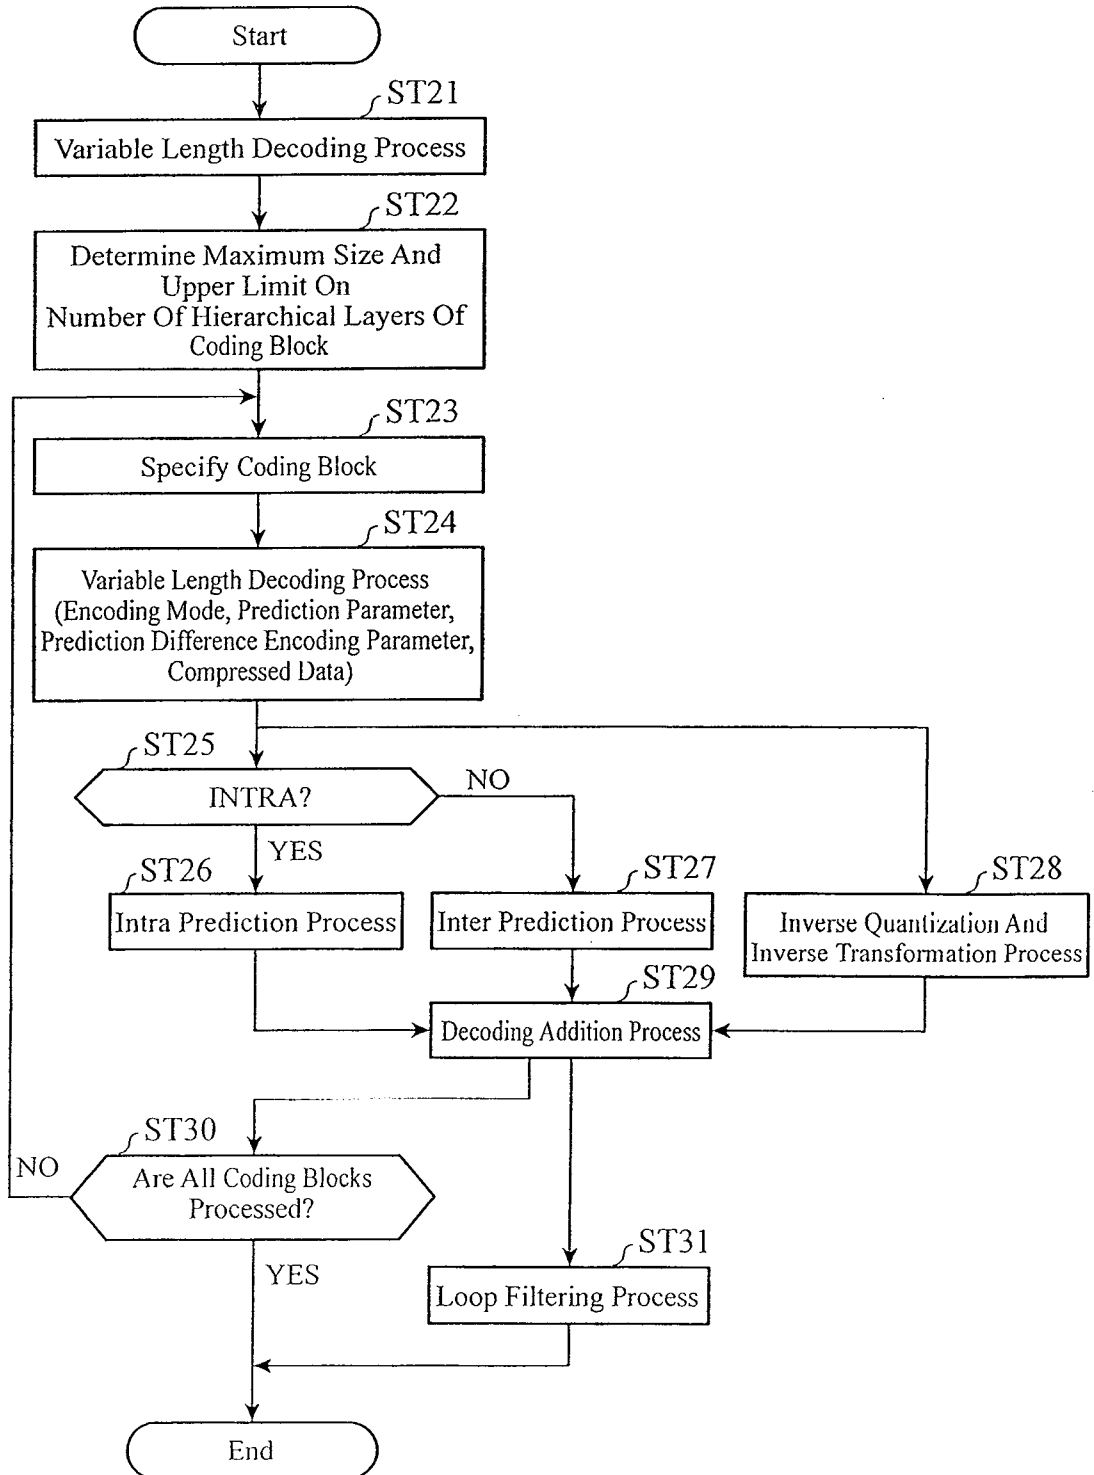 Start
ST21
Variable Length Decoding Process
ST22
Determine Maximum Size And
Upper Limit On
Number Of Hierarchical Layers Of
Coding Block
ST23
Specify Coding Block
ST24
Variable Length Decoding Process
(Encoding Mode, Prediction Parameter,
Prediction Difference Encoding Parameter,
Compressed Data)
ST25
INTRA?
NO
YES
ST26
Intra Prediction Process
ST27
Inter Prediction Process
ST28
Inverse Quantization And
Inverse Transformation Process
ST29
Decoding Addition Process
ST30
Are All Coding Blocks
Processed?
NO
YES
ST31
Loop Filtering Process
End